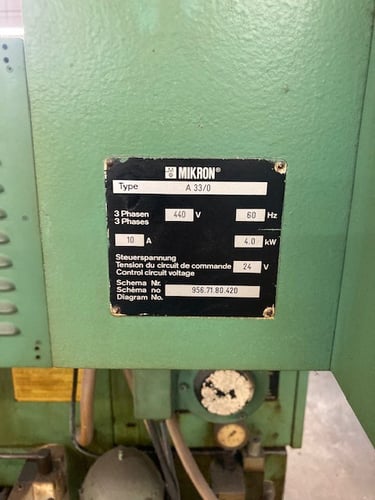 MIKRON®
Type A 33/0
3 Phasen 440 V 60 Hz
3 Phases
10 A 4.0 kW
Steuerspannung
Tension du circuit de commande 24 V
Control circuit voltage
Schema Nr.
Schèma no 956.71.80.420
Diagram No.